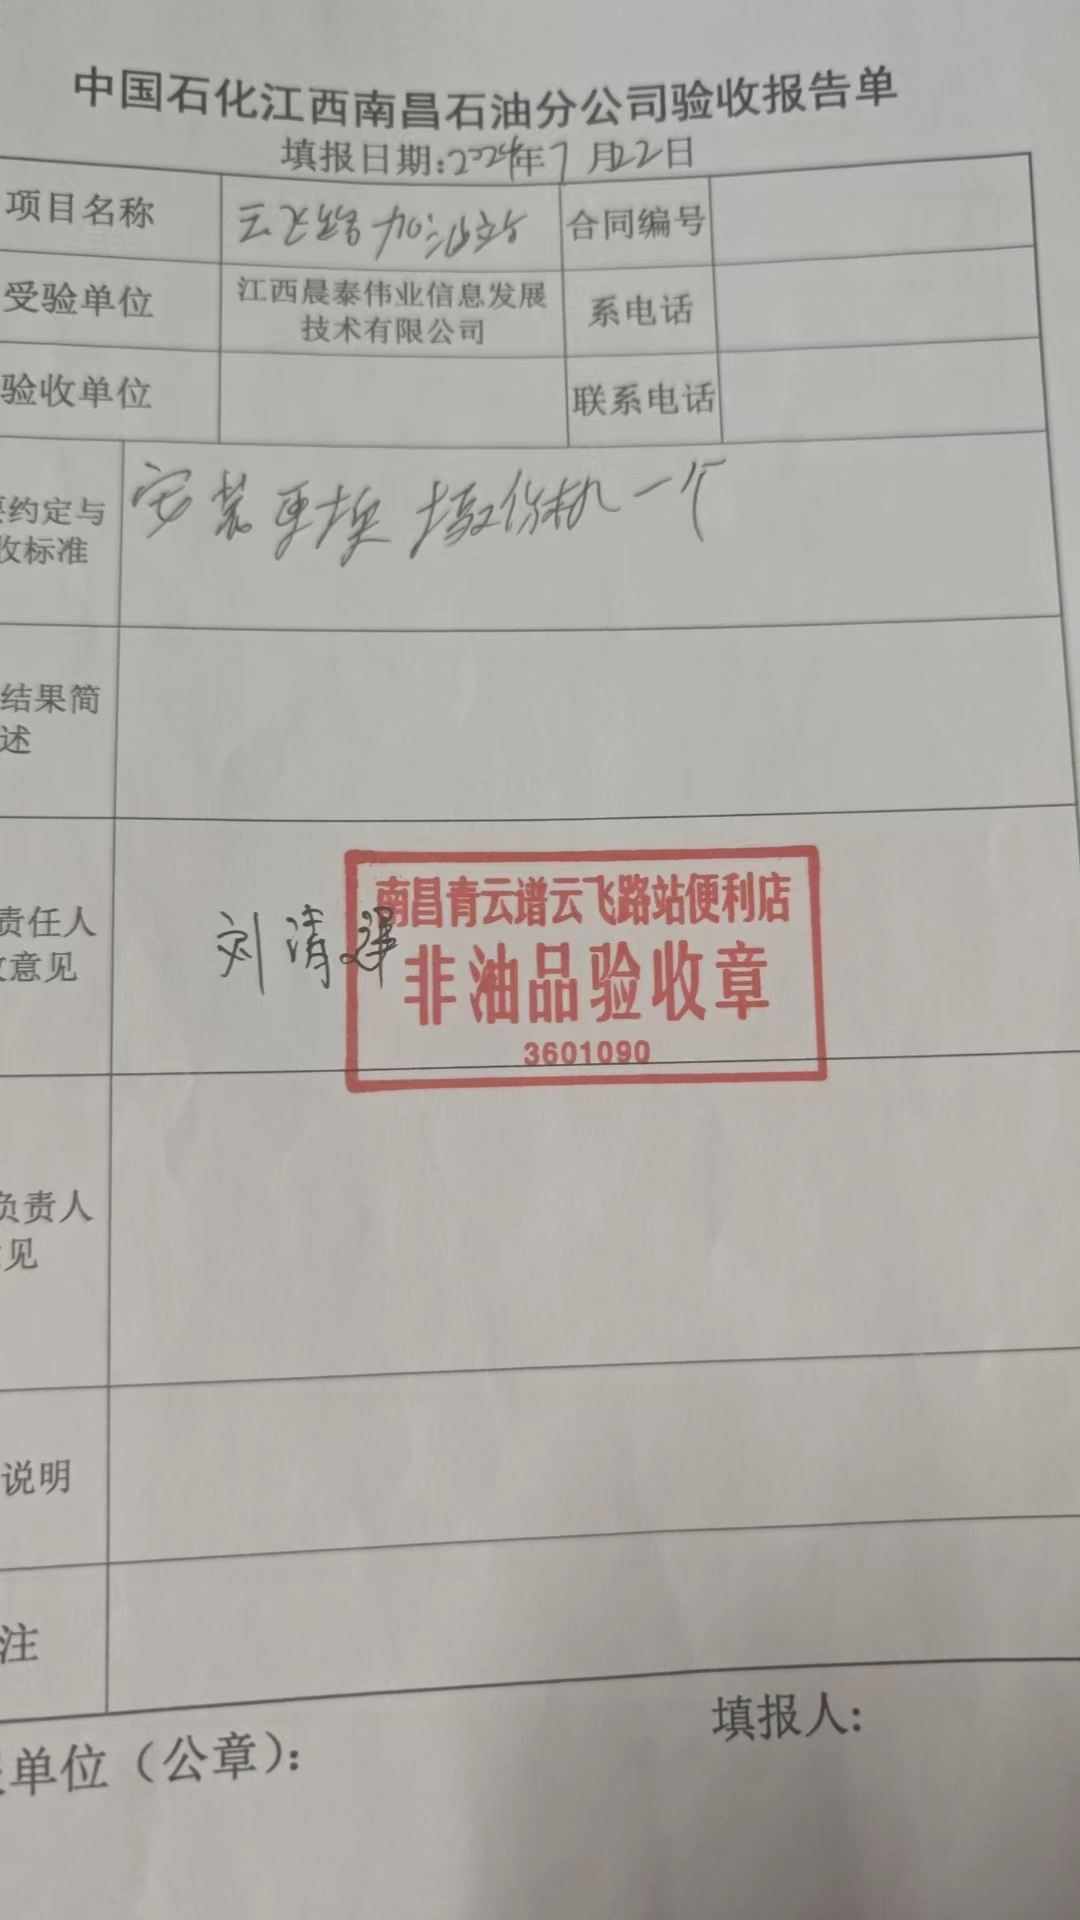 中国石化江西南昌石油分公司验收报告单
填报日期:2024年7月22日
项目名称 云飞路加油站 合同编号
受验单位 江西晨泰伟业信息发展技术有限公司 系电话
验收单位 联系电话
约定与 安装更换 机一个
收标准
结果简
述
责任人 刘清
意见
南昌青云谱云飞路站便利店
非油品验收章
3601090
负责人
见
说明
注
填报人:
单位（公章）: